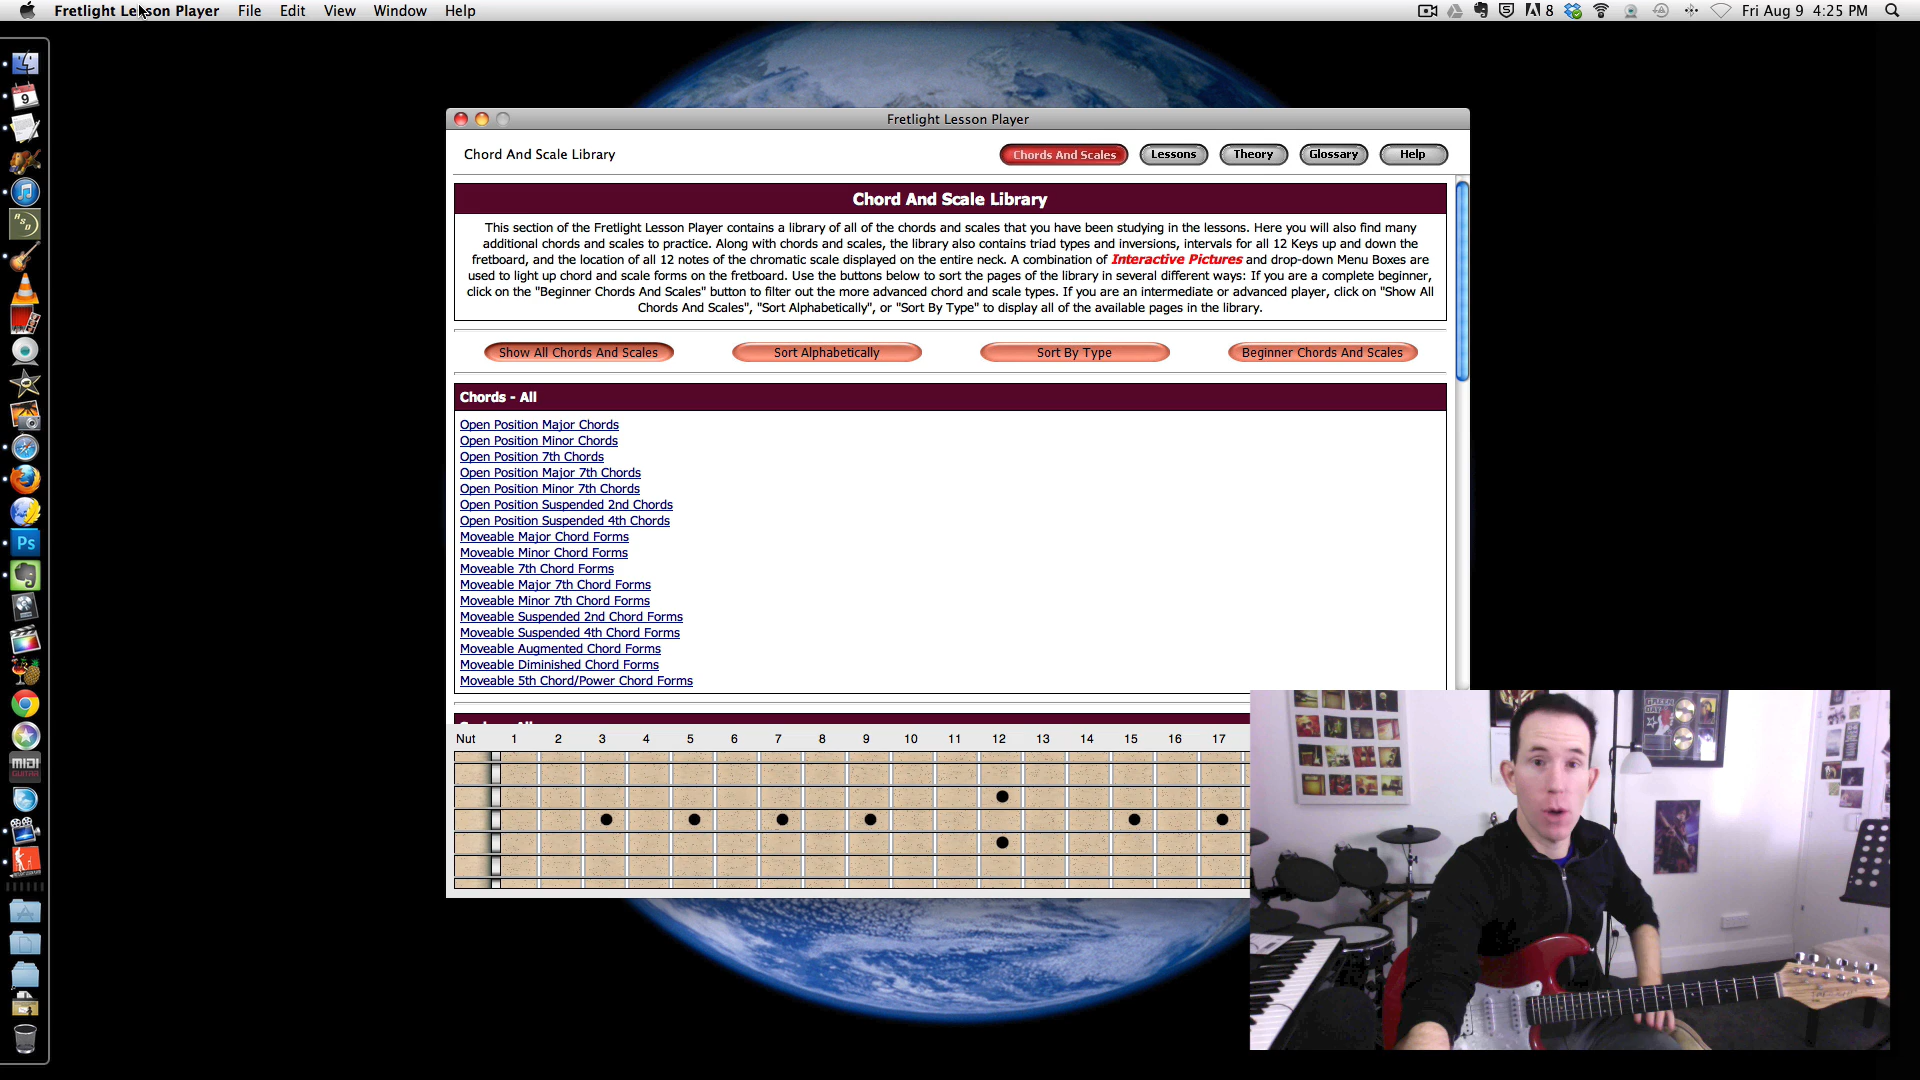 Fretlight Lesson Player File Edit View Window Help
8 Fri Aug 9 4:25 PM
Fretlight Lesson Player
Chord And Scale Library
Chords And Scales
Lessons
Theory
Glossary
Help
Chord And Scale Library
This section of the Fretlight Lesson Player contains a library of all of the chords and scales that you have been studying in the lessons. Here you will also find many
additional chords and scales to practice. Along with chords and scales, the library also contains triad types and inversions, intervals for all 12 Keys up and down the
fretboard, and the location of all 12 notes of the chromatic scale displayed on the entire neck. A combination of Interactive Pictures and drop-down Menu Boxes are
used to light up chord and scale forms on the fretboard. Use the buttons below to sort the pages of the library in several different ways: If you are a complete beginner,
click on the "Beginner Chords And Scales" button to filter out the more advanced chord and scale types. If you are an intermediate or advanced player, click on "Show All
Chords And Scales", "Sort Alphabetically", or "Sort By Type" to display all of the available pages in the library.
Show All Chords And Scales
Sort Alphabetically
Sort By Type
Beginner Chords And Scales
Chords - All
Open Position Major Chords
Open Position Minor Chords
Open Position 7th Chords
Open Position Major 7th Chords
Open Position Minor 7th Chords
Open Position Suspended 2nd Chords
Open Position Suspended 4th Chords
Moveable Major Chord Forms
Moveable Minor Chord Forms
Moveable 7th Chord Forms
Moveable Major 7th Chord Forms
Moveable Minor 7th Chord Forms
Moveable Suspended 2nd Chord Forms
Moveable Suspended 4th Chord Forms
Moveable Augmented Chord Forms
Moveable Diminished Chord Forms
Moveable 5th Chord/Power Chord Forms
Nut 1 2 3 4 5 6 7 8 9 10 11 12 13 14 15 16 17
9
Ps
MIDI
GUITAR
GREEN
DAY